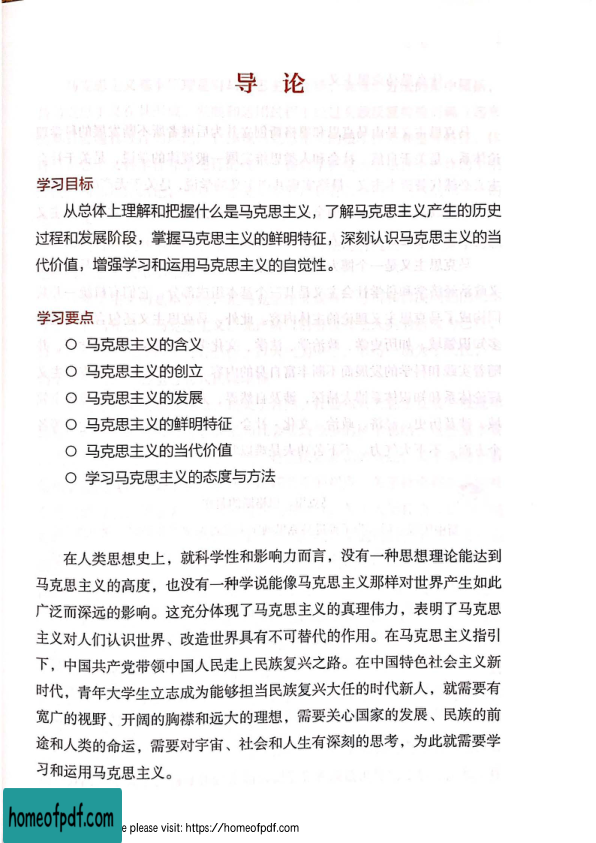 导 论
学习目标
从总体上理解和把握什么是马克思主义，了解马克思主义产生的历史
过程和发展阶段，掌握马克思主义的鲜明特征，深刻认识马克思主义的当
代价值，增强学习和运用马克思主义的自觉性。
学习要点
○ 马克思主义的含义
○ 马克思主义的创立
○ 马克思主义的发展
○ 马克思主义的鲜明特征
○ 马克思主义的当代价值
○ 学习马克思主义的态度与方法
在人类思想史上，就科学性和影响力而言，没有一种思想理论能达到
马克思主义的高度，也没有一种学说能像马克思主义那样对世界产生如此
广泛而深远的影响。这充分体现了马克思主义的真理伟力，表明了马克思
主义对人们认识世界、改造世界具有不可替代的作用。在马克思主义指引
下，中国共产党带领中国人民走上民族复兴之路。在中国特色社会主义新
时代，青年大学生立志成为能够担当民族复兴大任的时代新人，就需要有
宽广的视野、开阔的胸襟和远大的理想，需要关心国家的发展、民族的前
途和人类的命运，需要对宇宙、社会和人生有深刻的思考，为此就需要学
习和运用马克思主义。
homeofpdf.com
e please visit: https://homeofpdf.com